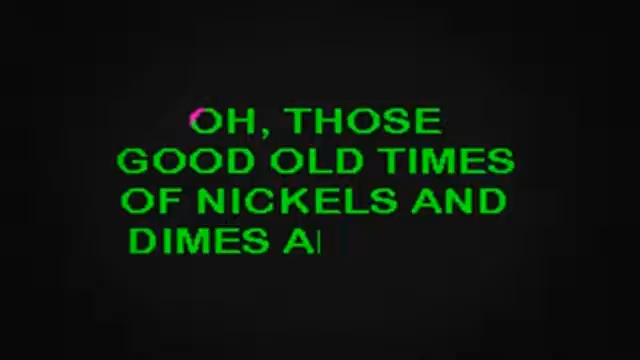 OH, THOSE
GOOD OLD TIMES
OF NICKELS AND
DIMES